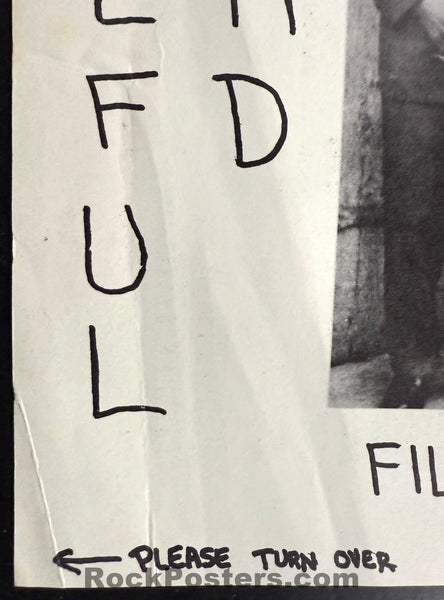 F D
U
L
FIL
← PLEASE TURN OVER
RockPosters.com